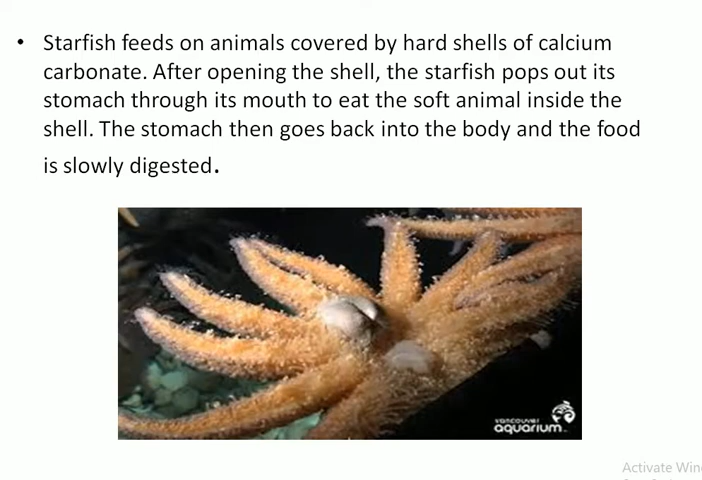 • Starfish feeds on animals covered by hard shells of calcium
carbonate. After opening the shell, the starfish pops out its
stomach through its mouth to eat the soft animal inside the
shell. The stomach then goes back into the body and the food
is slowly digested.
vancouver
aquarium
Activate Win